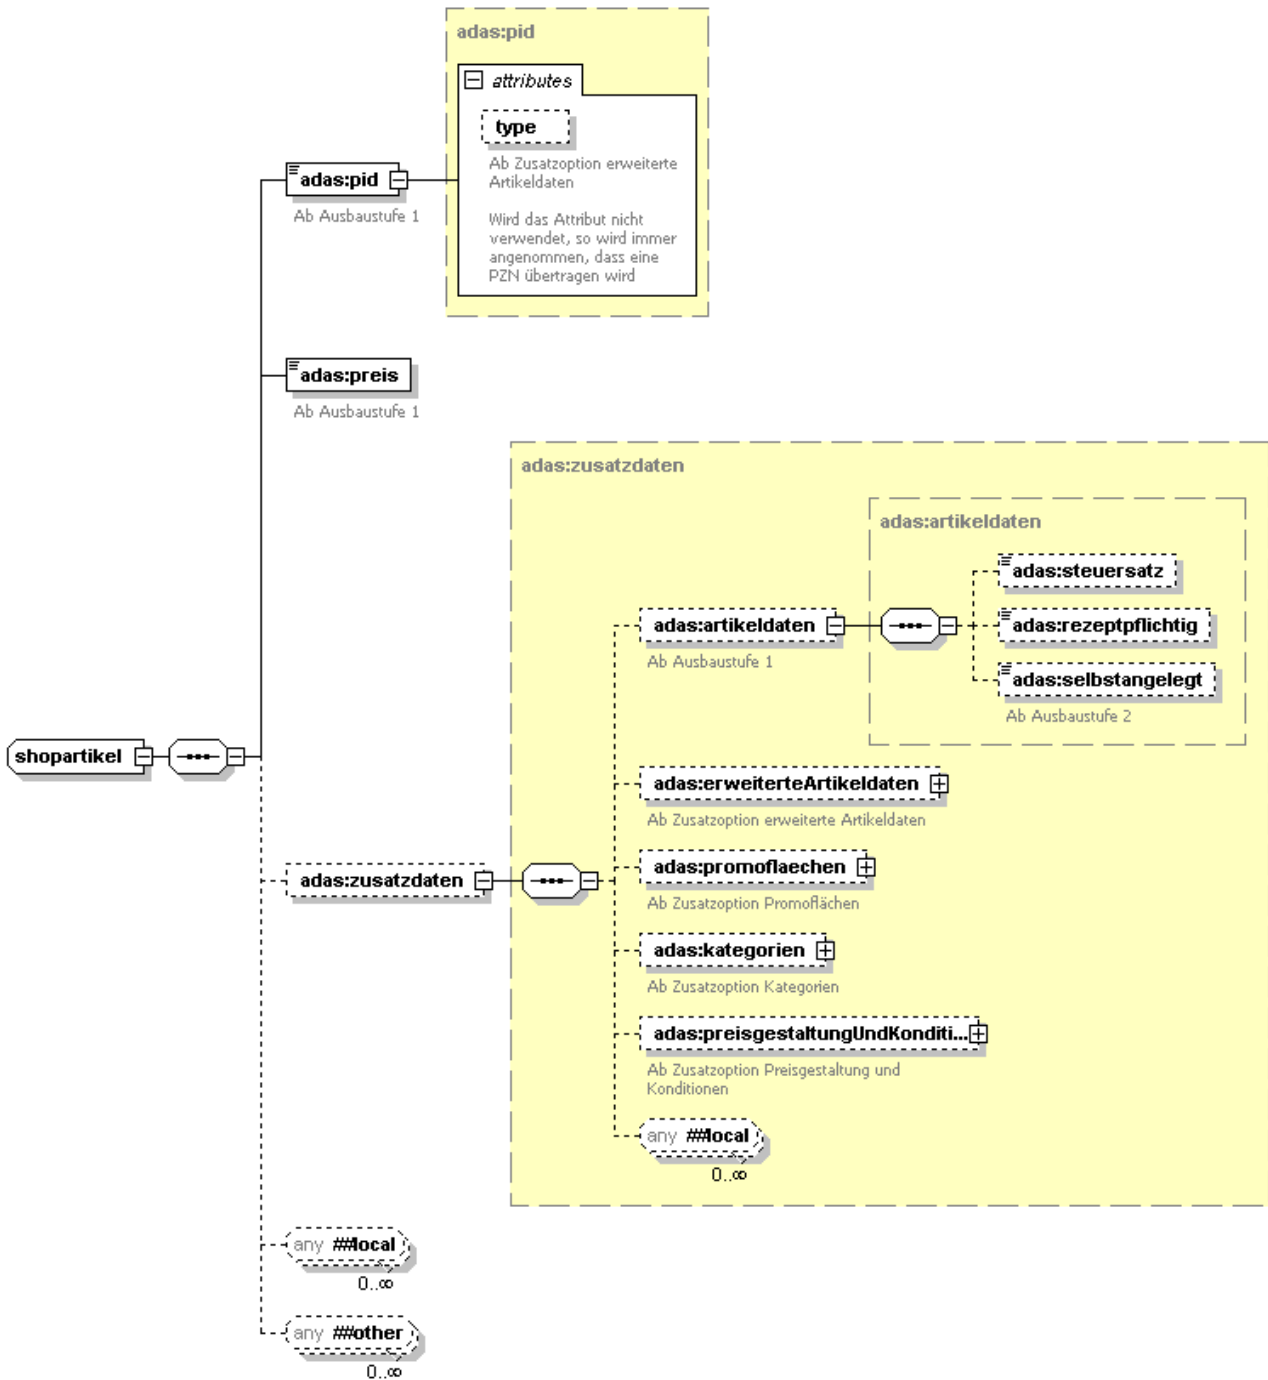 adas:pid
attributes
type
Ab Zusatzoption erweiterte
Artikeldaten
Wird das Attribut nicht
verwendet, so wird immer
angenommen, dass eine
PZN übertragen wird
adas:pid
Ab Ausbaustufe 1
adas:preis
Ab Ausbaustufe 1
adas:zusatzdaten
adas:artikeldaten
adas:steuersatz
adas:artikeldaten
Ab Ausbaustufe 1
adas:rezeptpflichtig
adas:selbstangelegt
Ab Ausbaustufe 2
shopartikel
adas:erweiterteArtikeldaten
Ab Zusatzoption erweiterte Artikeldaten
adas:zusatzdaten
adas:promoflaechen
Ab Zusatzoption Promoflächen
adas:kategorien
Ab Zusatzoption Kategorien
adas:preisgestaltungUndKonditi...
Ab Zusatzoption Preisgestaltung und
Konditionen
any ##local
0..∞
any ##local
0..∞
any ##other
0..∞